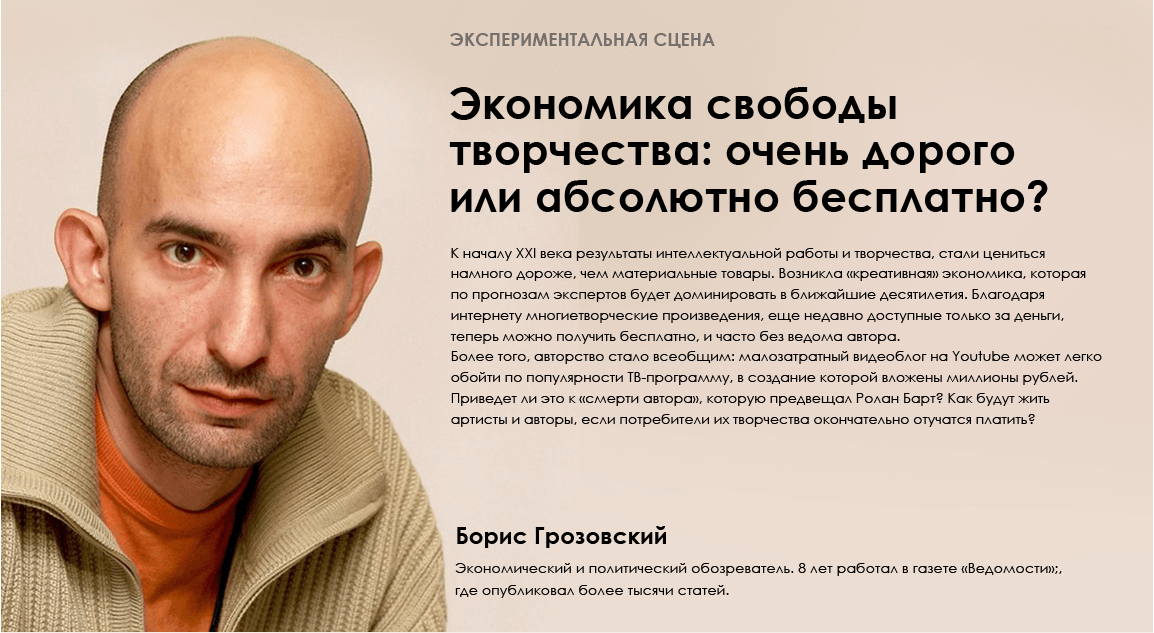 ЭКСПЕРИМЕНТАЛЬНАЯ СЦЕНА
Экономика свободы
творчества: очень дорого
или абсолютно бесплатно?
К началу XXI века результаты интеллектуальной работы и творчества, стали цениться
намного дороже, чем материальные товары. Возникла «креативная» экономика, которая
по прогнозам экспертов будет доминировать в ближайшие десятилетия. Благодаря
интернету многиетворческие произведения, еще недавно доступные только за деньги,
теперь можно получить бесплатно, и часто без ведома автора.
Более того, авторство стало всеобщим: малозатратный видеоблог на Youtube может легко
обойти по популярности ТВ-программу, в создание которой вложены миллионы рублей.
Приведет ли это к «смерти автора», которую предвещал Ролан Барт? Как будут жить
артисты и авторы, если потребители их творчества окончательно отучатся платить?
Борис Грозовский
Экономический и политический обозреватель. 8 лет работал в газете «Ведомости»;,
где опубликовал более тысячи статей.